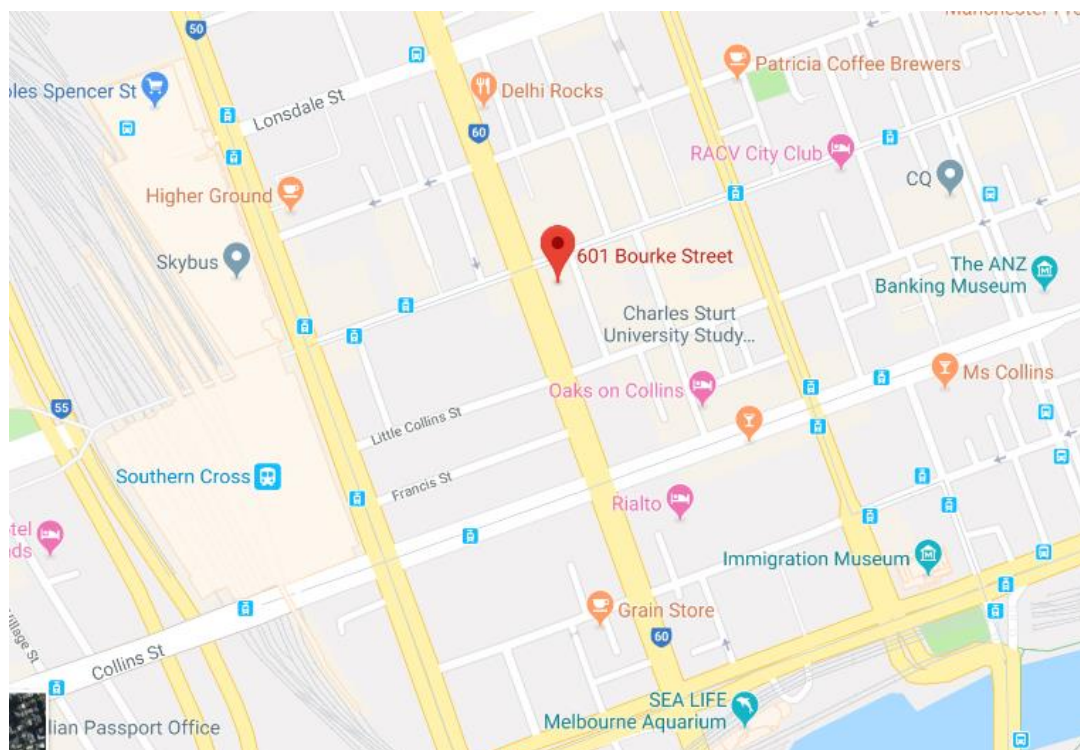 50
60
Lonsdale St
oles Spencer St
Delhi Rocks
Patricia Coffee Brewers
60
RACV City Club
CQ
Higher Ground
Skybus
601 Bourke Street
The ANZ
Banking Museum
Charles Sturt
University Study...
Ms Collins
Oaks on Collins
55
Little Collins St
Southern Cross
Francis St
Rialto
tel
ds
Immigration Museum
Grain Store
60
Village St
Collins St
SEA LIFE
Melbourne Aquarium
lian Passport Office